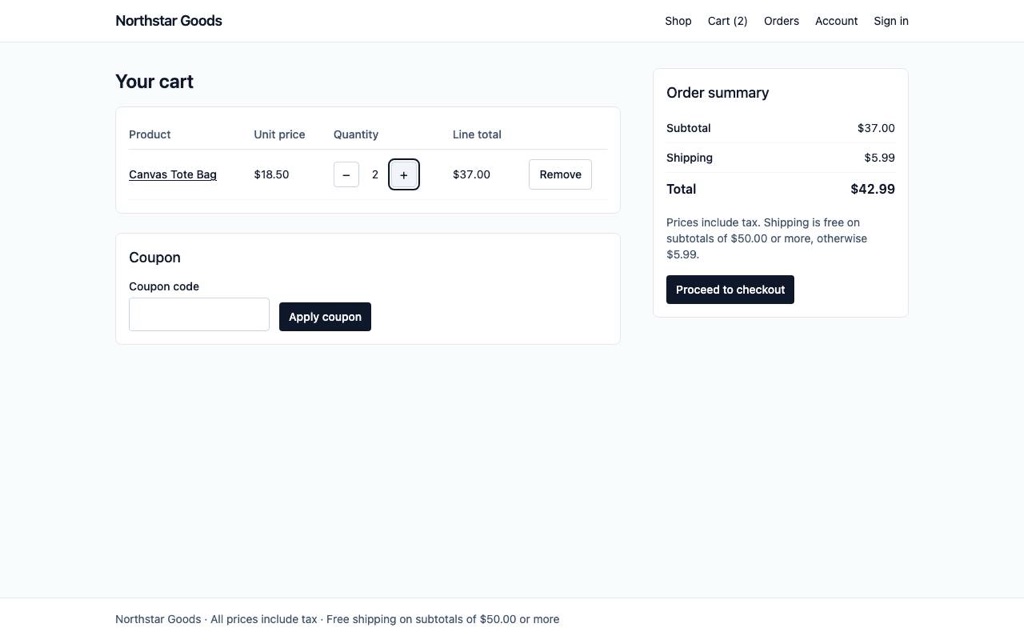 Northstar Goods
Shop Cart (2) Orders Account Sign in
Your cart
Product Unit price Quantity Line total
Canvas Tote Bag $18.50 − 2 + $37.00 Remove
Coupon
Coupon code
Apply coupon
Order summary
Subtotal $37.00
Shipping $5.99
Total $42.99
Prices include tax. Shipping is free on
subtotals of $50.00 or more, otherwise
$5.99.
Proceed to checkout
Northstar Goods · All prices include tax · Free shipping on subtotals of $50.00 or more